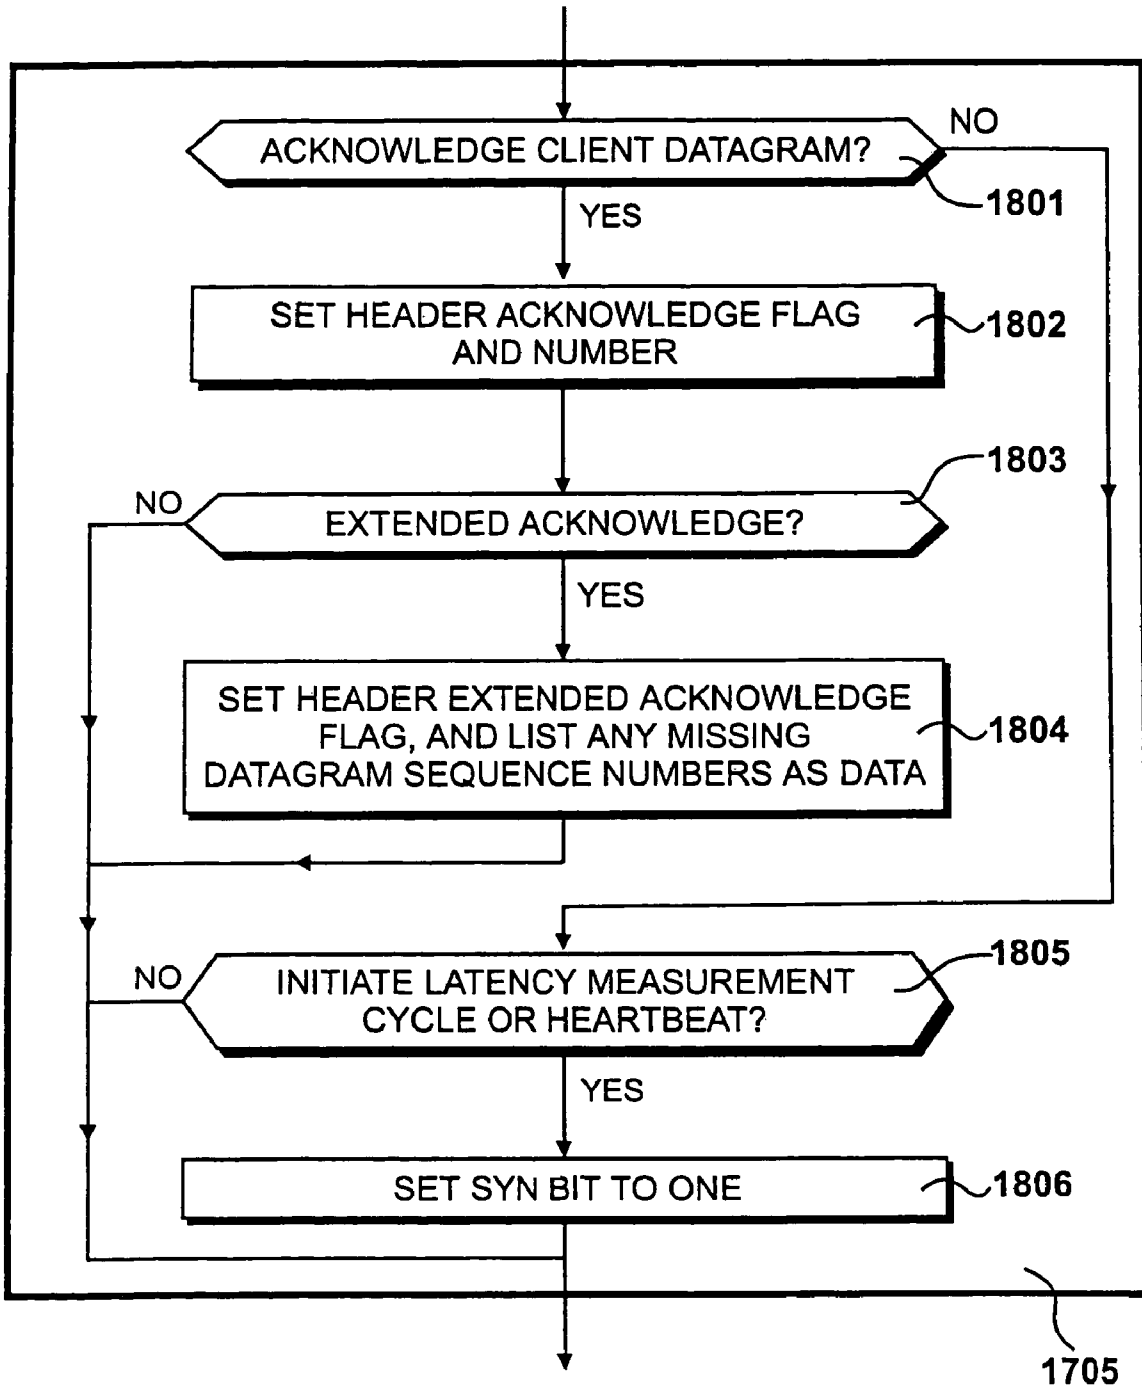 NO
ACKNOWLEDGE CLIENT DATAGRAM?
1801
YES
SET HEADER ACKNOWLEDGE FLAG
AND NUMBER
1802
1803
NO
EXTENDED ACKNOWLEDGE?
YES
SET HEADER EXTENDED ACKNOWLEDGE
FLAG, AND LIST ANY MISSING
DATAGRAM SEQUENCE NUMBERS AS DATA
1804
1805
NO
INITIATE LATENCY MEASUREMENT
CYCLE OR HEARTBEAT?
YES
SET SYN BIT TO ONE
1806
1705